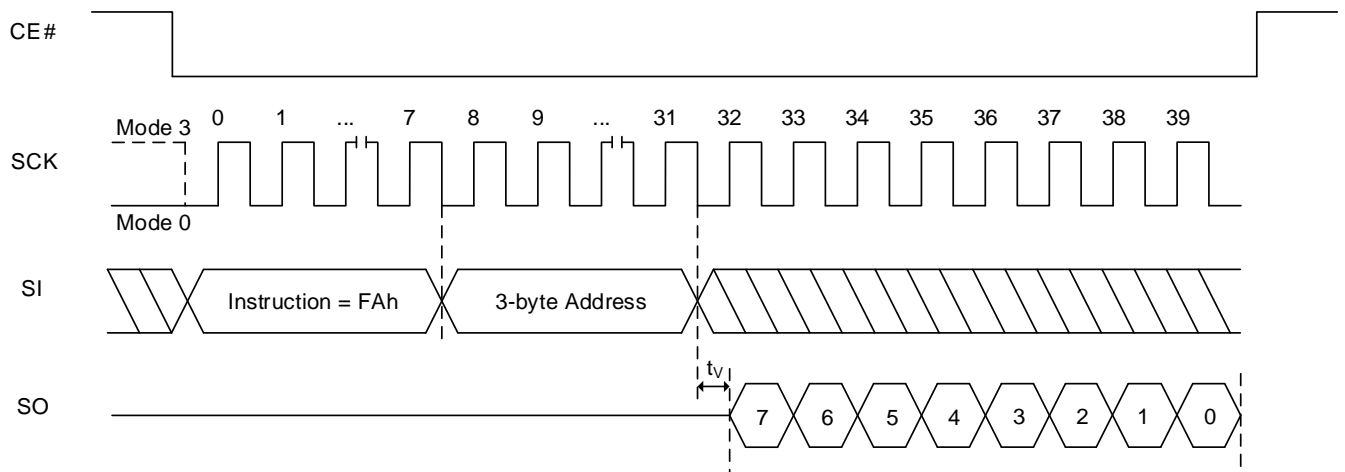 CE#
Mode 3 0 1 ... 7 8 9 ... 31 32 33 34 35 36 37 38 39
SCK
Mode 0
SI Instruction = FAh 3-byte Address
tV
SO 7 6 5 4 3 2 1 0